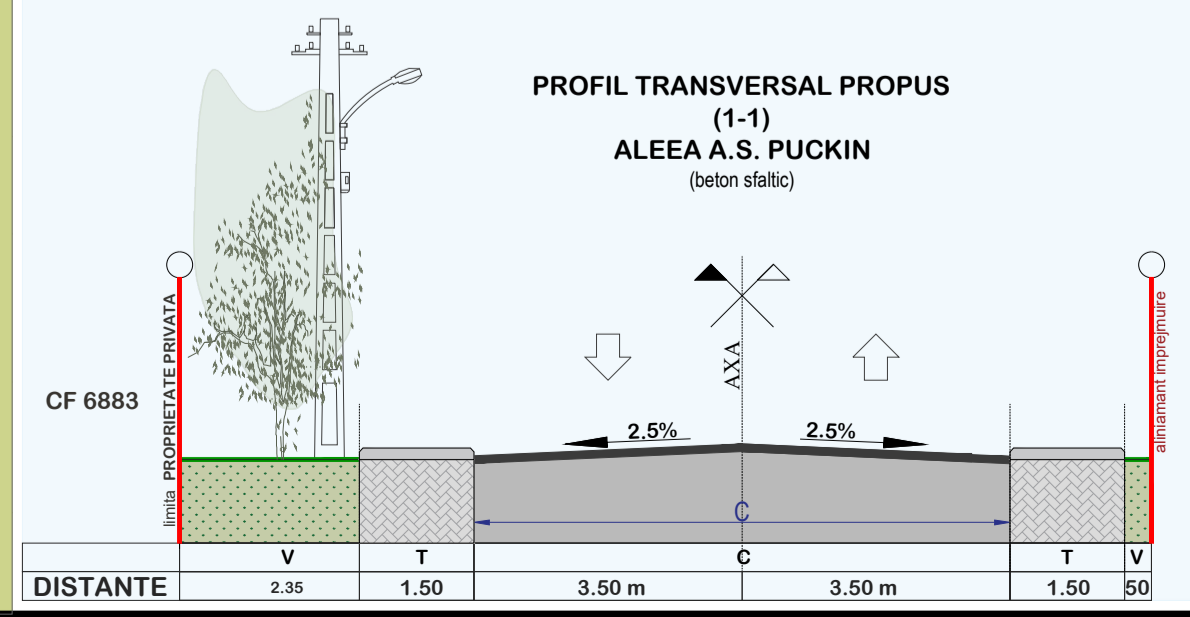 PROFIL TRANSVERSAL PROPUS
(1-1)
ALEEA A.S. PUCKIN
(beton sfaltic)
limita PROPRIETATE PRIVATA
CF 6883
AXA
aliniamant imprejmuire
2.5%
2.5%
C
V T C T V
DISTANTE 2.35 1.50 3.50 m 3.50 m 1.50 50